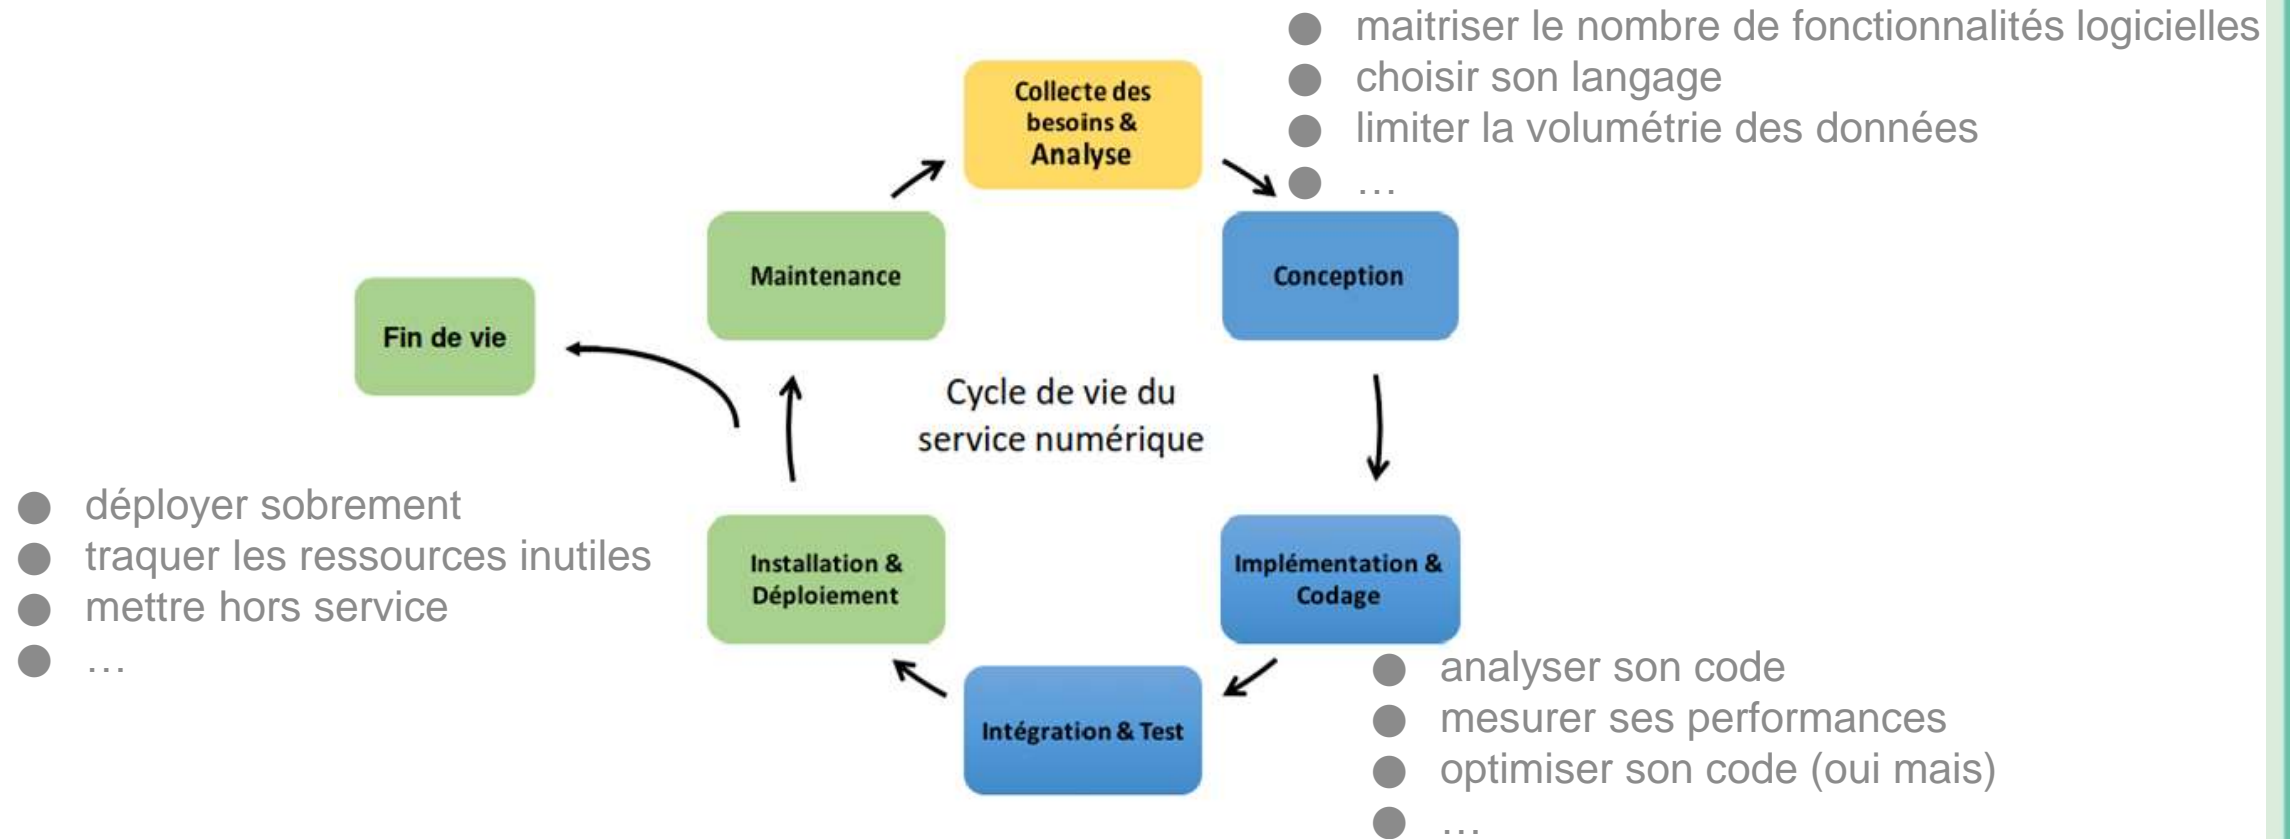 ● maitriser le nombre de fonctionnalités logicielles
● choisir son langage
● limiter la volumétrie des données
● …
Collecte des
besoins &
Analyse
Maintenance
Conception
Fin de vie
Cycle de vie du
service numérique
● déployer sobrement
● traquer les ressources inutiles
● mettre hors service
● …
Installation &
Déploiement
Implémentation &
Codage
Intégration & Test
● analyser son code
● mesurer ses performances
● optimiser son code (oui mais)
● …